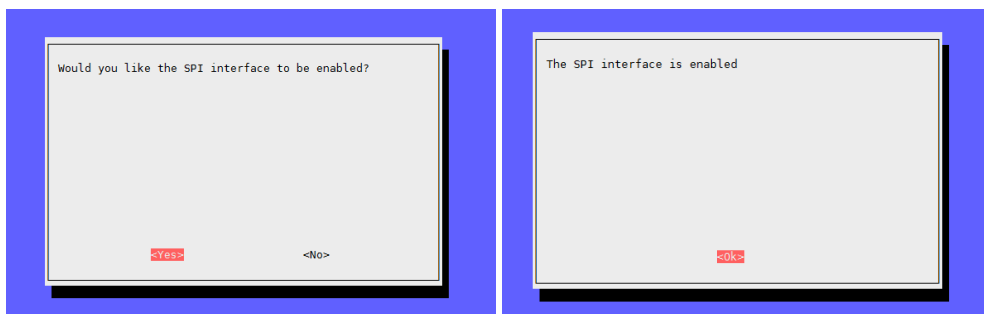 Would you like the SPI interface to be enabled?
<Yes>
<No>
The SPI interface is enabled
<Ok>